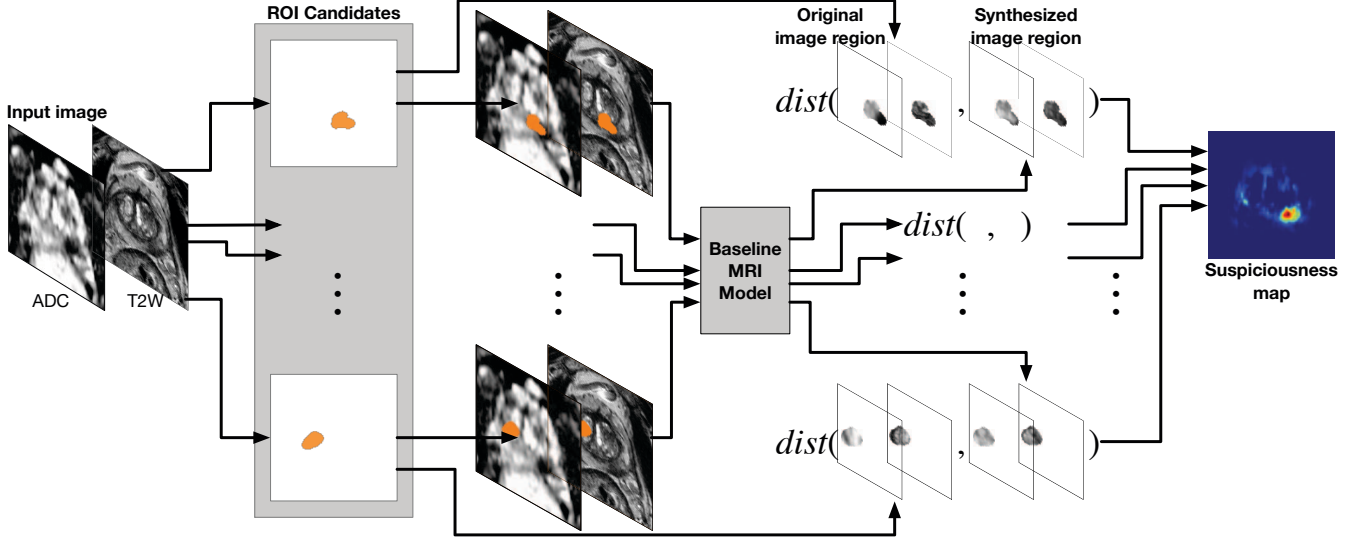 ROI Candidates
Original
image region
Synthesized
image region
Input image
ADC
T2W
dist( , )
Baseline
MRI
Model
dist( , )
Suspiciousness
map
dist( , )